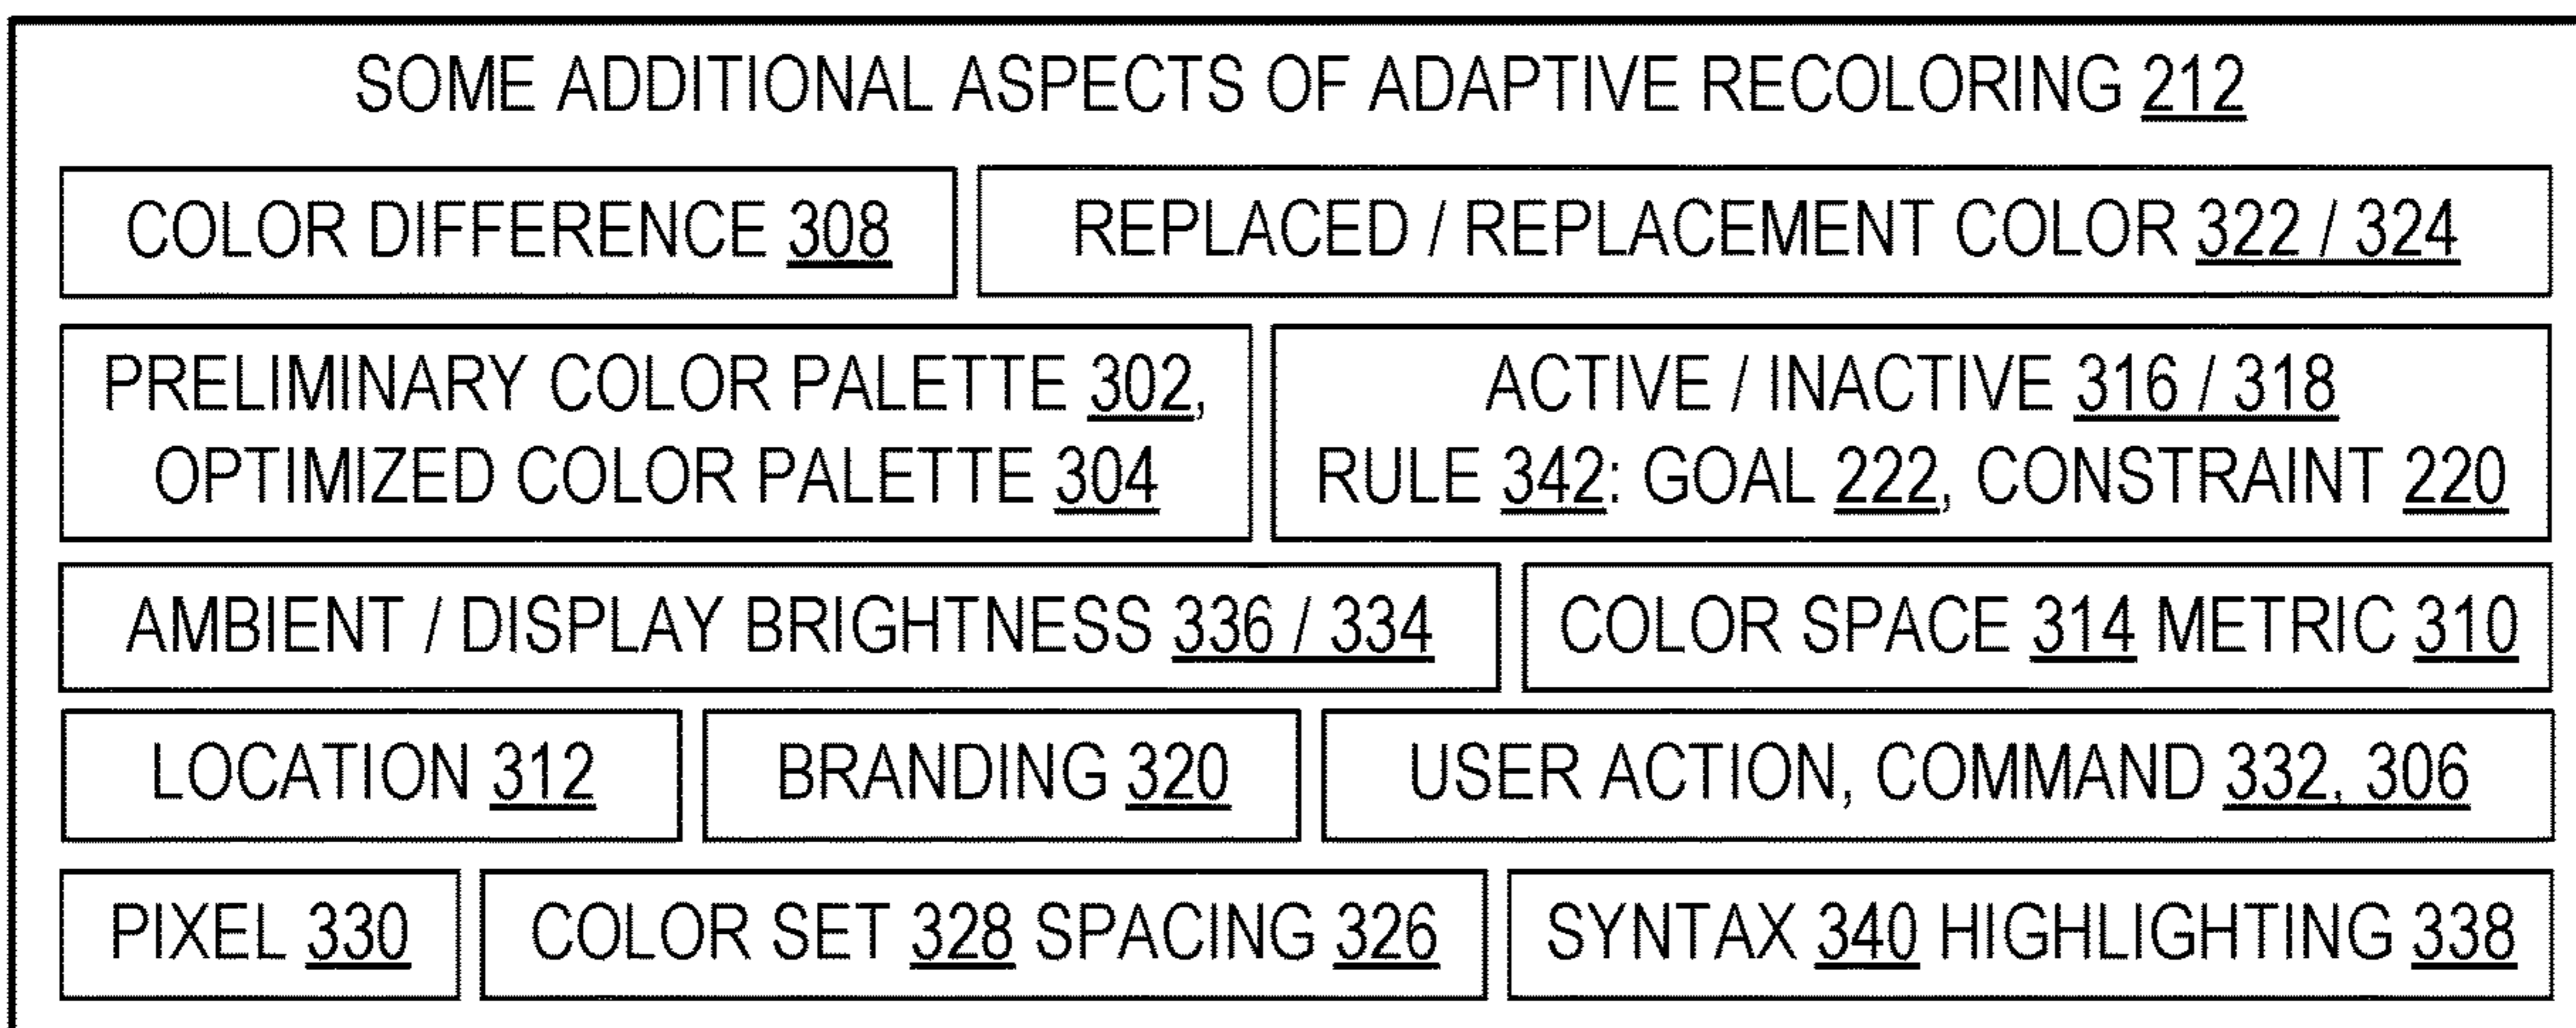 SOME ADDITIONAL ASPECTS OF ADAPTIVE RECOLORING 212
COLOR DIFFERENCE 308
REPLACED / REPLACEMENT COLOR 322 / 324
PRELIMINARY COLOR PALETTE 302,
OPTIMIZED COLOR PALETTE 304
ACTIVE / INACTIVE 316 / 318
RULE 342: GOAL 222, CONSTRAINT 220
AMBIENT / DISPLAY BRIGHTNESS 336 / 334
COLOR SPACE 314 METRIC 310
LOCATION 312
BRANDING 320
USER ACTION, COMMAND 332, 306
PIXEL 330
COLOR SET 328 SPACING 326
SYNTAX 340 HIGHLIGHTING 338